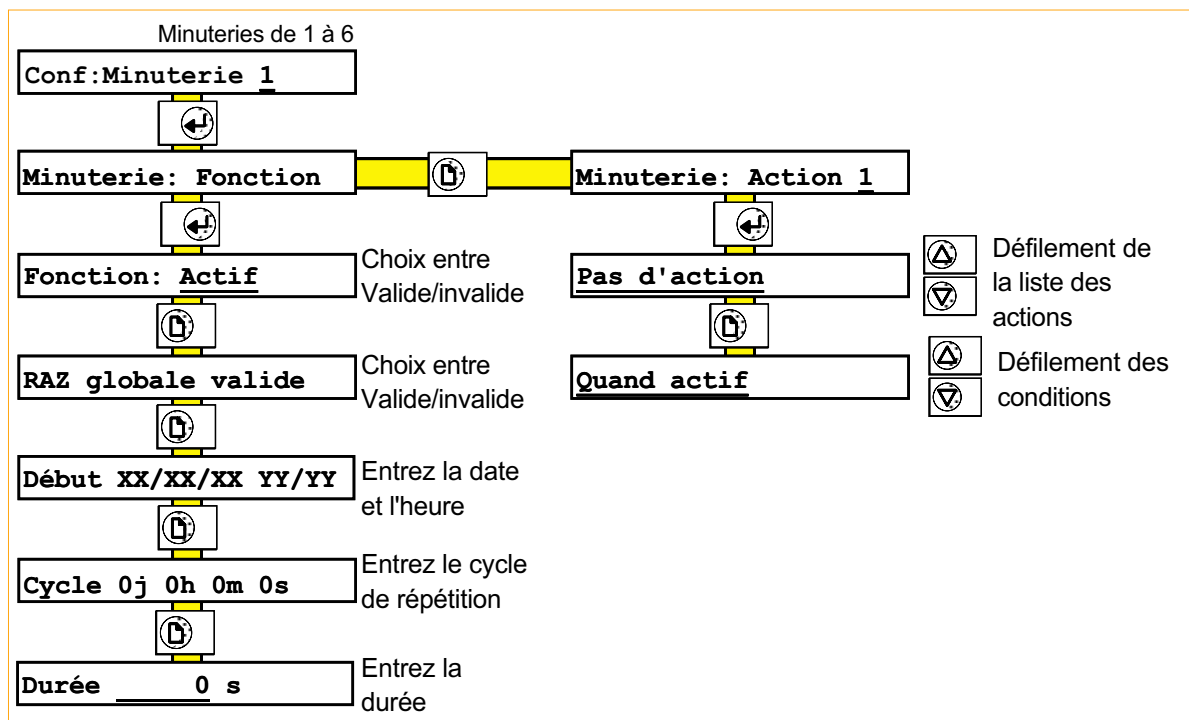 Minuteries de 1 à 6
Conf:Minuterie 1
Minuterie: Fonction
Minuterie: Action 1
Fonction: Actif
Choix entre
Valide/invalide
Pas d'action
Défilement de
la liste des
actions
RAZ globale valide
Choix entre
Valide/invalide
Quand actif
Défilement des
conditions
Début XX/XX/XX YY/YY
Entrez la date
et l'heure
Cycle 0j 0h 0m 0s
Entrez le cycle
de répétition
Durée 0 s
Entrez la
durée